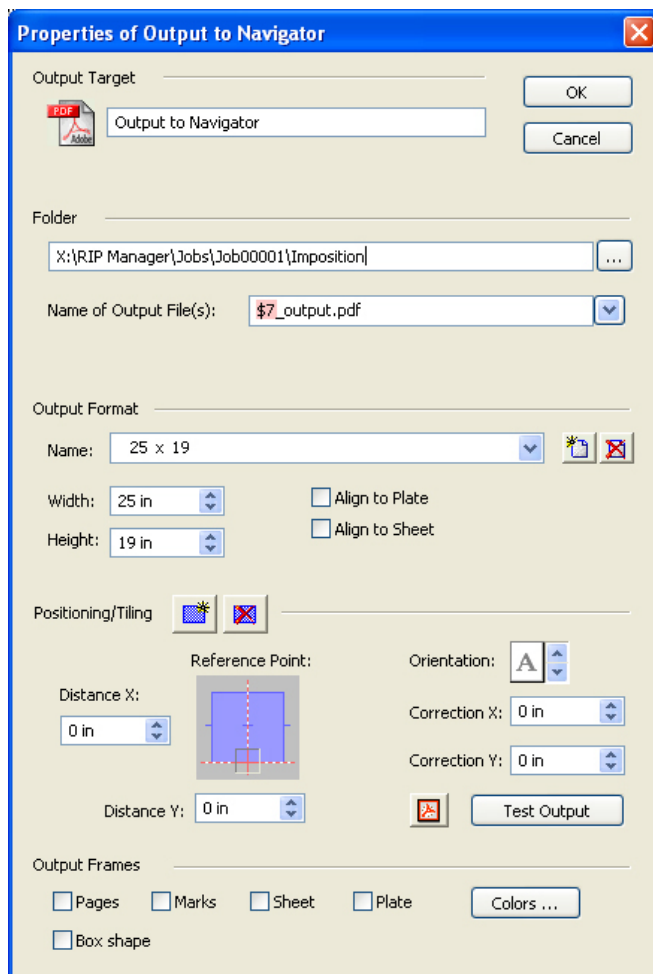 Properties of Output to Navigator
Output Target
OK
PDF
Adobe
Output to Navigator
Cancel
Folder
X:\RIP Manager\Jobs\Job00001\Imposition
...
Name of Output File(s): $7_output.pdf
Output Format
Name: 25 x 19
Width: 25 in
Align to Plate
Height: 19 in
Align to Sheet
Positioning/Tiling
Reference Point:
Orientation: A
Distance X:
0 in
Correction X: 0 in
Correction Y: 0 in
Distance Y: 0 in
Test Output
Output Frames
Pages Marks Sheet Plate Colors ...
Box shape